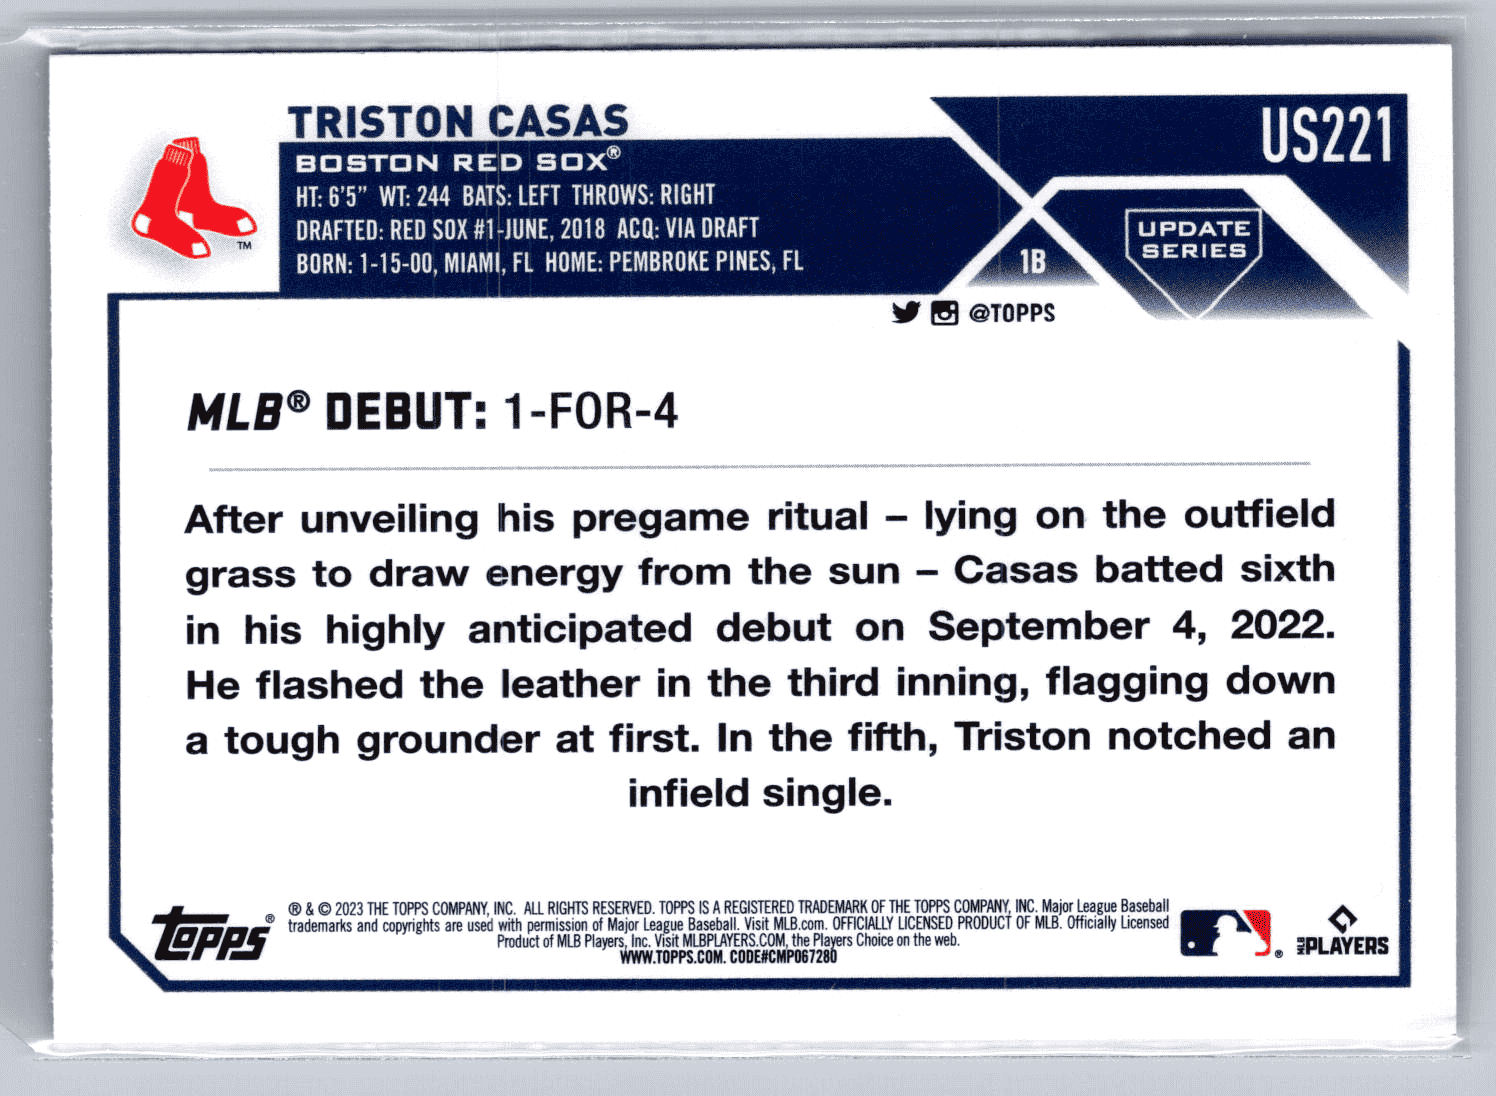 TRISTON CASAS
BOSTON RED SOX®
HT: 6'5" WT: 244 BATS: LEFT THROWS: RIGHT
DRAFTED: RED SOX #1-JUNE, 2018 ACQ: VIA DRAFT
BORN: 1-15-00, MIAMI, FL HOME: PEMBROKE PINES, FL
TM
1B
US221
UPDATE
SERIES
@TOPPS
MLB® DEBUT: 1-FOR-4
After unveiling his pregame ritual – lying on the outfield
grass to draw energy from the sun – Casas batted sixth
in his highly anticipated debut on September 4, 2022.
He flashed the leather in the third inning, flagging down
a tough grounder at first. In the fifth, Triston notched an
infield single.
Topps®
® & © 2023 THE TOPPS COMPANY, INC. ALL RIGHTS RESERVED. TOPPS IS A REGISTERED TRADEMARK OF THE TOPPS COMPANY, INC. Major League Baseball
trademarks and copyrights are used with permission of Major League Baseball. Visit MLB.com. OFFICIALLY LICENSED PRODUCT OF MLB. Officially Licensed
Product of MLB Players, Inc. Visit MLBPLAYERS.COM, the Players Choice on the web.
WWW.TOPPS.COM. CODE#CMP067280
®
MLB PLAYERS